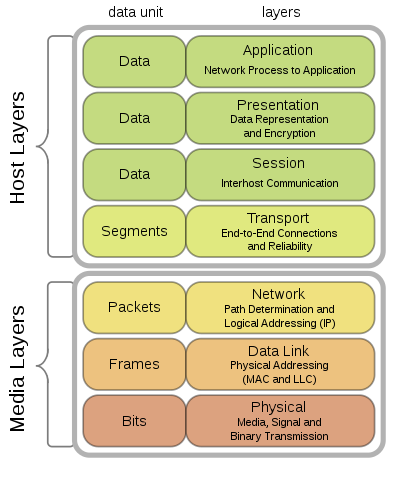 data unit layers
Host Layers
Data
Application
Network Process to Application
Data
Presentation
Data Representation
and Encryption
Data
Session
Interhost Communication
Segments
Transport
End-to-End Connections
and Reliability
Media Layers
Packets
Network
Path Determination and
Logical Addressing (IP)
Frames
Data Link
Physical Addressing
(MAC and LLC)
Bits
Physical
Media, Signal and
Binary Transmission